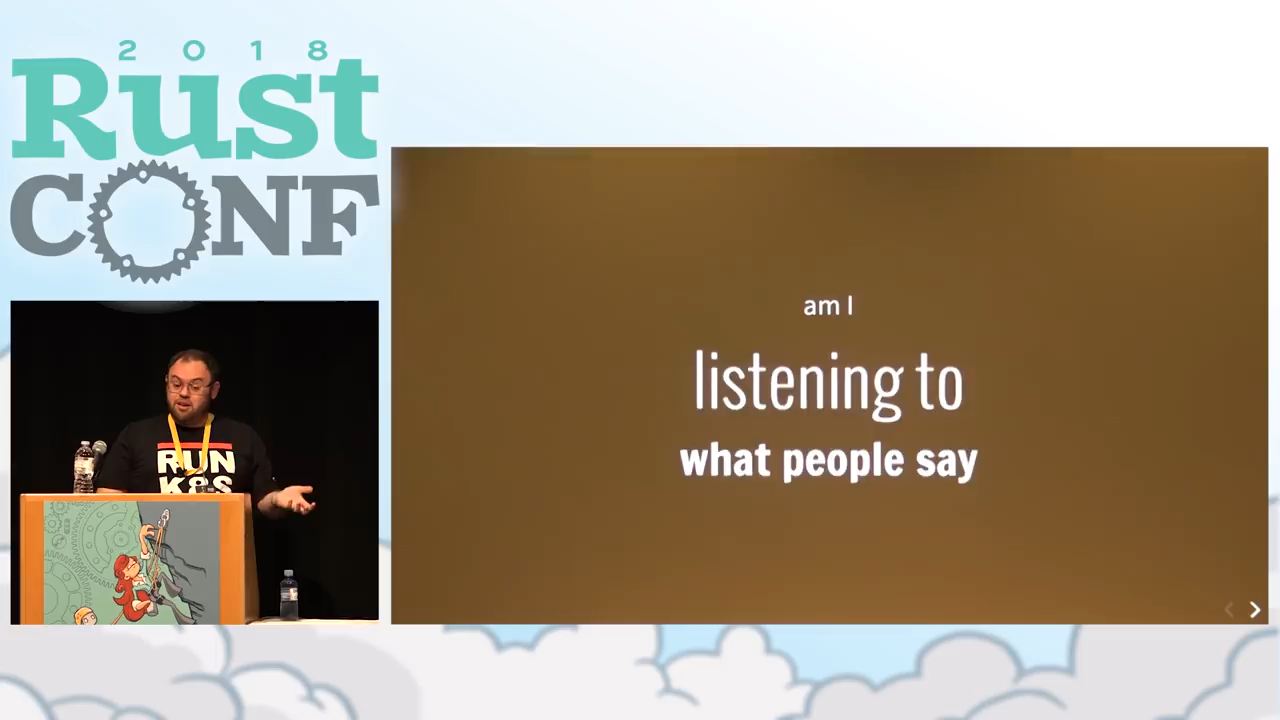 2018
Rust
CONF
am I
listening to
what people say
RUN
K8S